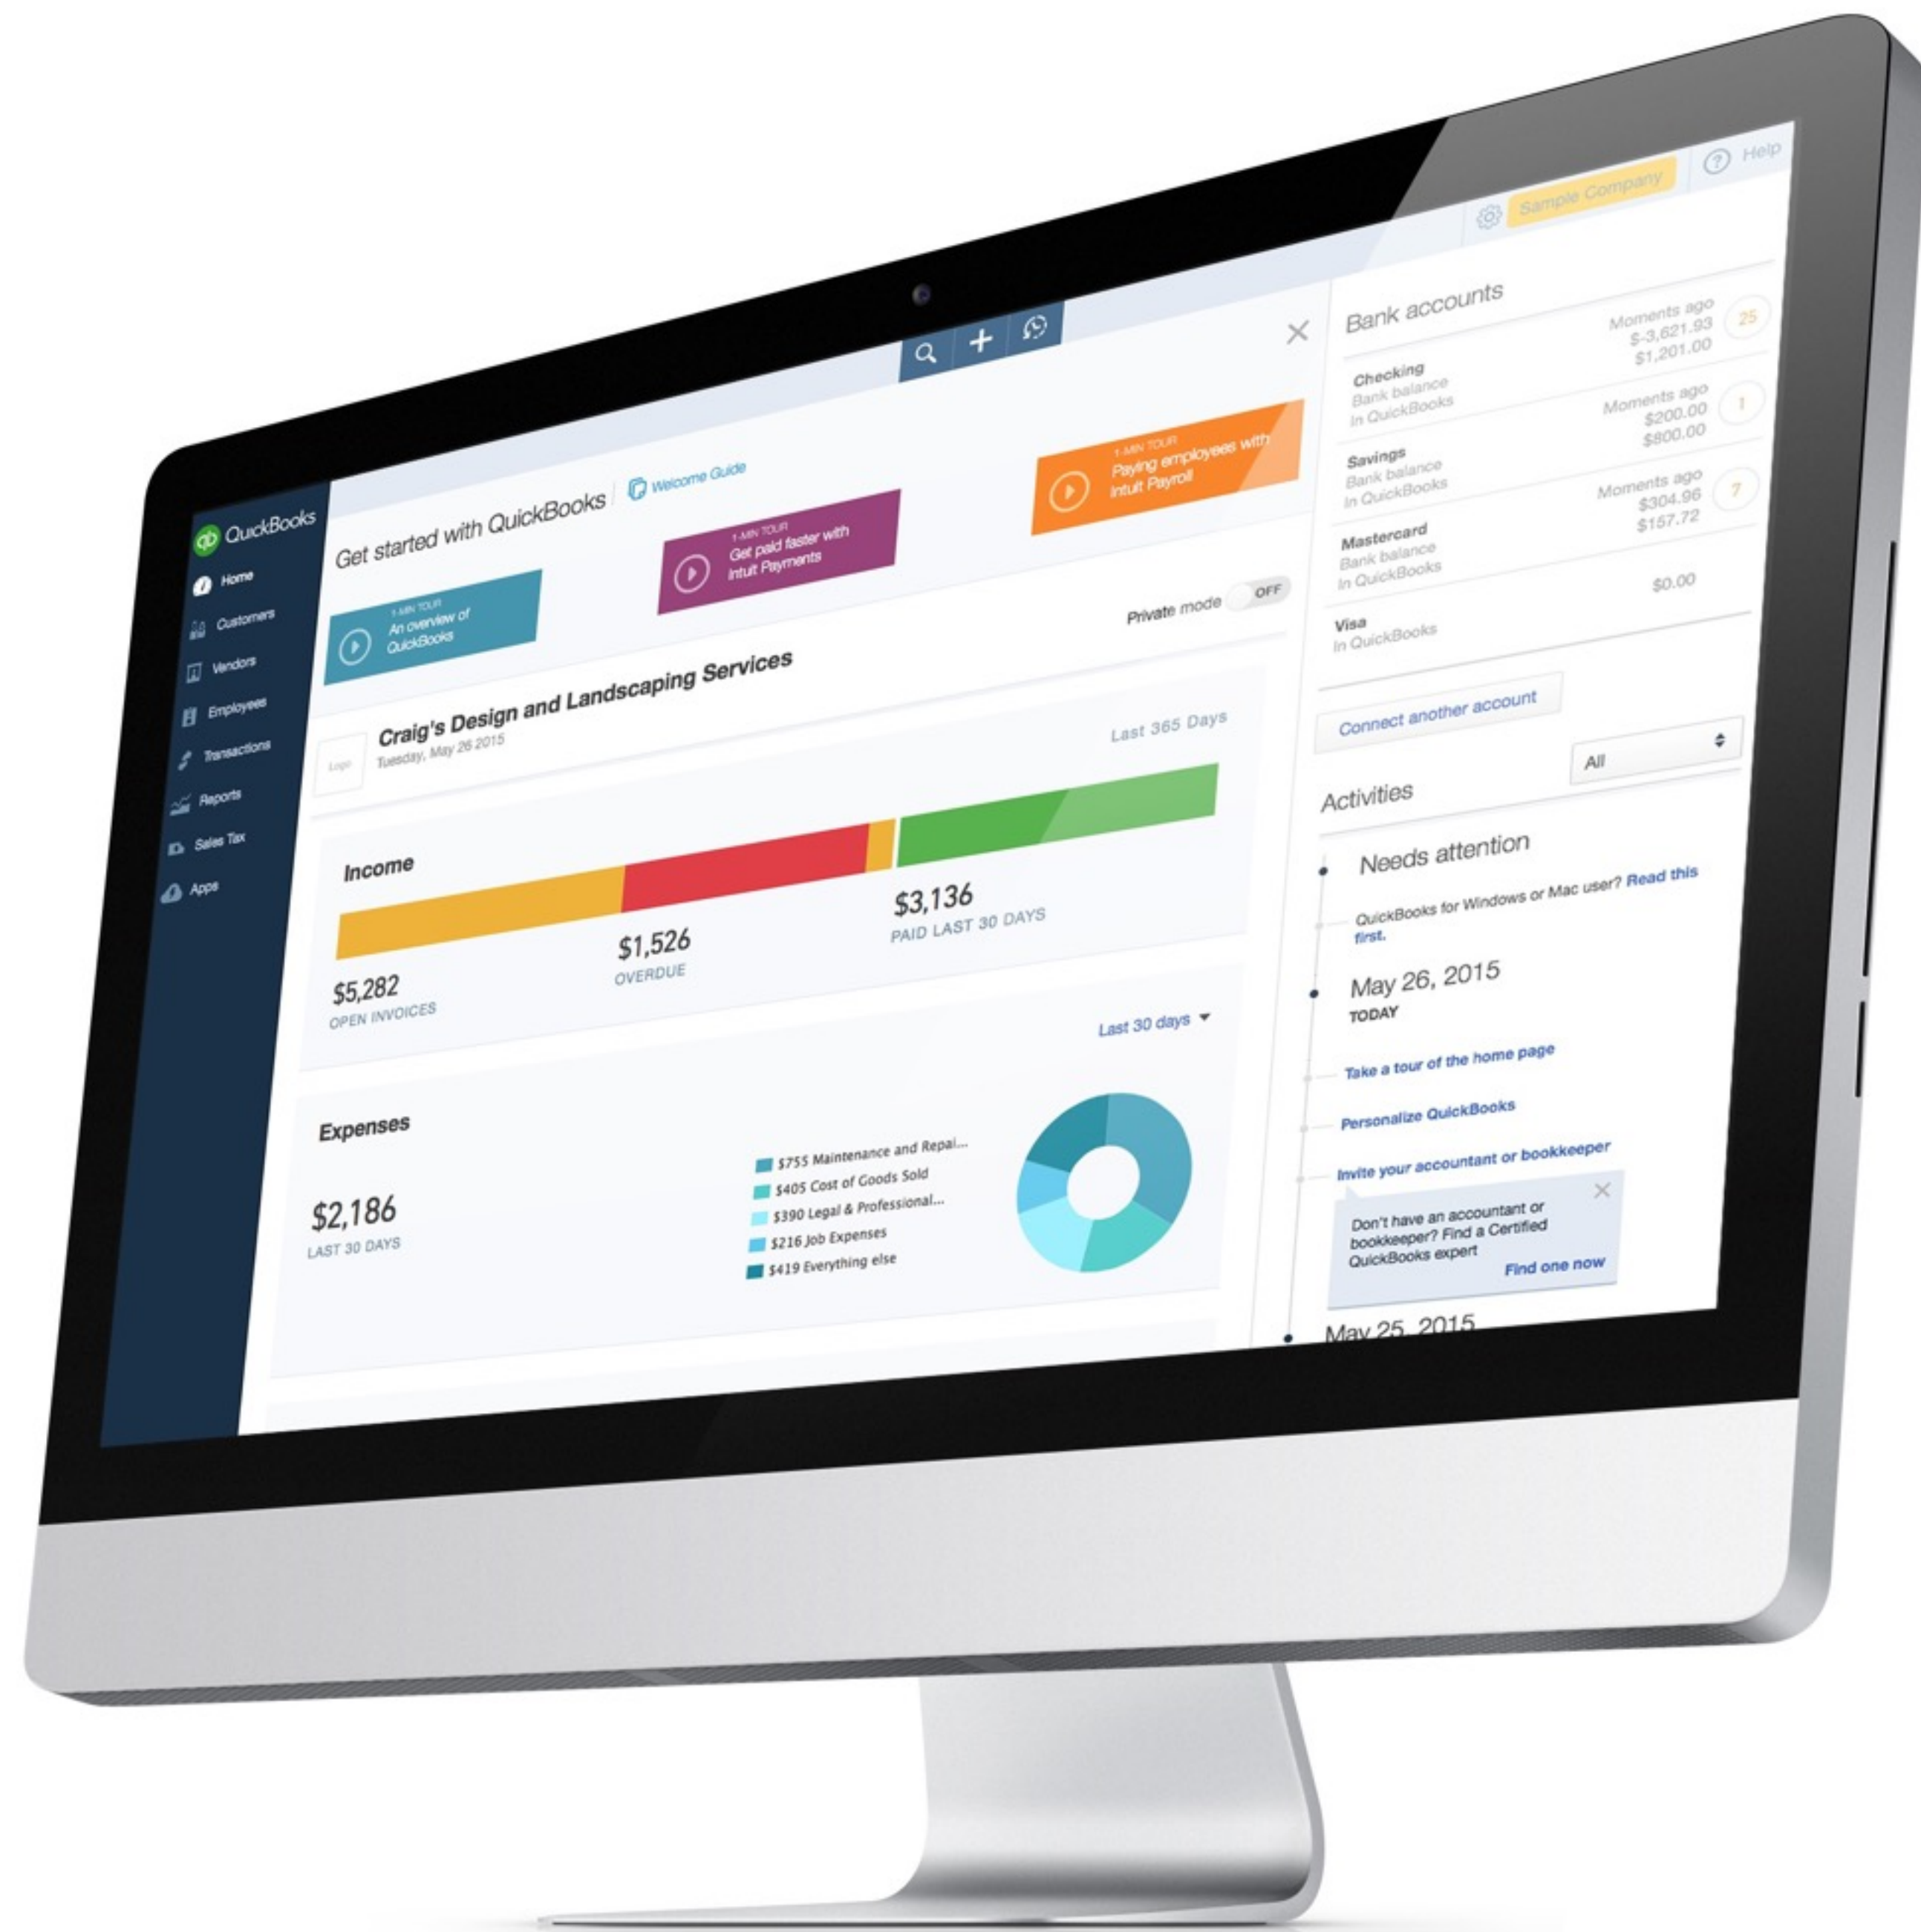 Sample Company
Help
QuickBooks
Home
Customers
Vendors
Employees
Transactions
Reports
Sales Tax
Apps
Get started with QuickBooks
Welcome Guide
1-MIN TOUR
An overview of
QuickBooks
1-MIN TOUR
Get paid faster with
Intuit Payments
1-MIN TOUR
Paying employees with
Intuit Payroll
Logo
Craig's Design and Landscaping Services
Tuesday, May 26 2015
Private mode
OFF
Income
Last 365 Days
$5,282
OPEN INVOICES
$1,526
OVERDUE
$3,136
PAID LAST 30 DAYS
Expenses
Last 30 days
$2,186
LAST 30 DAYS
$755 Maintenance and Repai...
$405 Cost of Goods Sold
$390 Legal & Professional...
$216 Job Expenses
$419 Everything else
Bank accounts
Checking
Moments ago
Bank balance
$-3,621.93
In QuickBooks
$1,201.00
25
Savings
Moments ago
Bank balance
$200.00
In QuickBooks
$800.00
1
Mastercard
Moments ago
Bank balance
$304.96
In QuickBooks
$157.72
7
Visa
In QuickBooks
$0.00
Connect another account
Activities
All
Needs attention
QuickBooks for Windows or Mac user? Read this
first.
May 26, 2015
TODAY
Take a tour of the home page
Personalize QuickBooks
Invite your accountant or bookkeeper
Don't have an accountant or
bookkeeper? Find a Certified
QuickBooks expert
Find one now
May 25, 2015